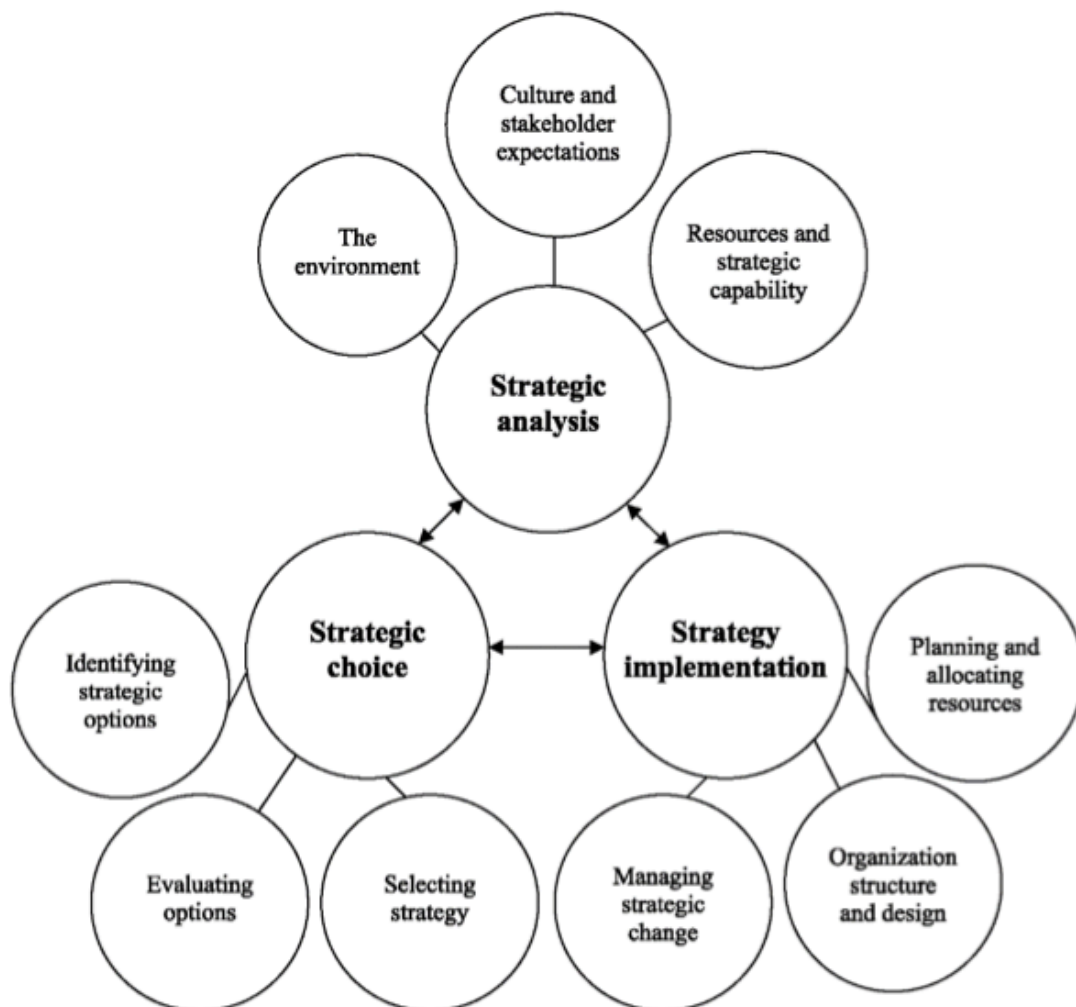 Culture and
stakeholder
expectations
The
environment
Resources and
strategic
capability
Strategic
analysis
Strategic
choice
Strategy
implementation
Identifying
strategic
options
Planning and
allocating
resources
Evaluating
options
Selecting
strategy
Managing
strategic
change
Organization
structure
and design